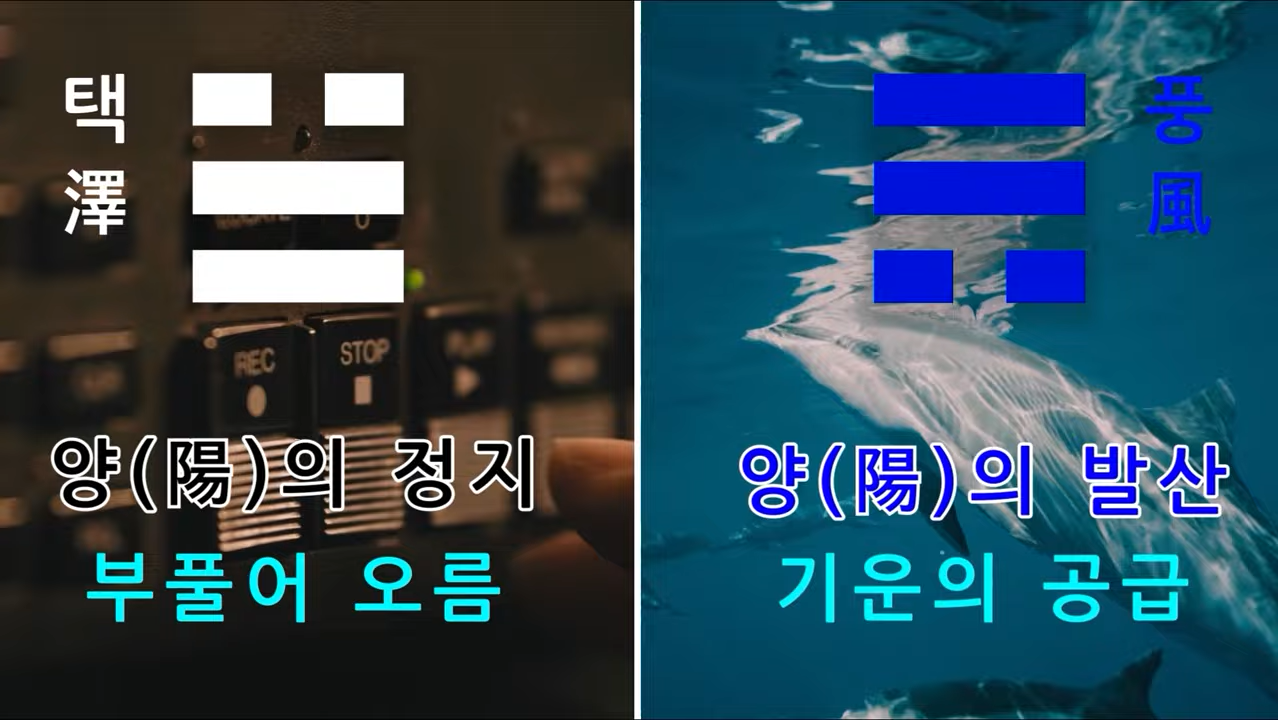 택
澤
REC
STOP
양(陽)의 정지
부풀어 오름
풍
風
양(陽)의 발산
기운의 공급